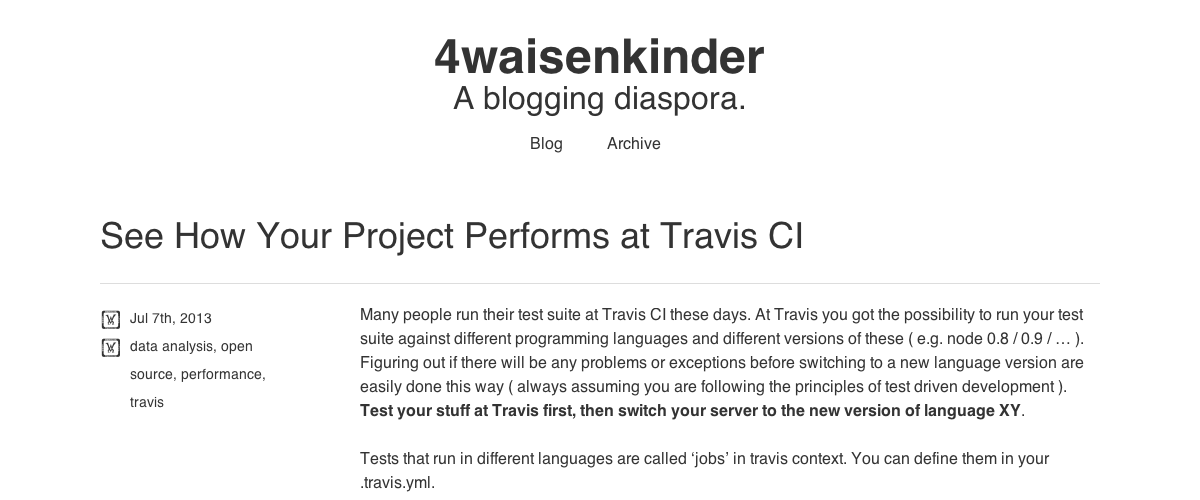 4waisenkinder
A blogging diaspora.
Blog Archive
See How Your Project Performs at Travis CI
Jul 7th, 2013
data analysis, open
source, performance,
travis
Many people run their test suite at Travis CI these days. At Travis you got the possibility to run your test
suite against different programming languages and different versions of these ( e.g. node 0.8 / 0.9 / … ).
Figuring out if there will be any problems or exceptions before switching to a new language version are
easily done this way ( always assuming you are following the principles of test driven development ).
Test your stuff at Travis first, then switch your server to the new version of language XY.
Tests that run in different languages are called ‘jobs’ in travis context. You can define them in your
.travis.yml.